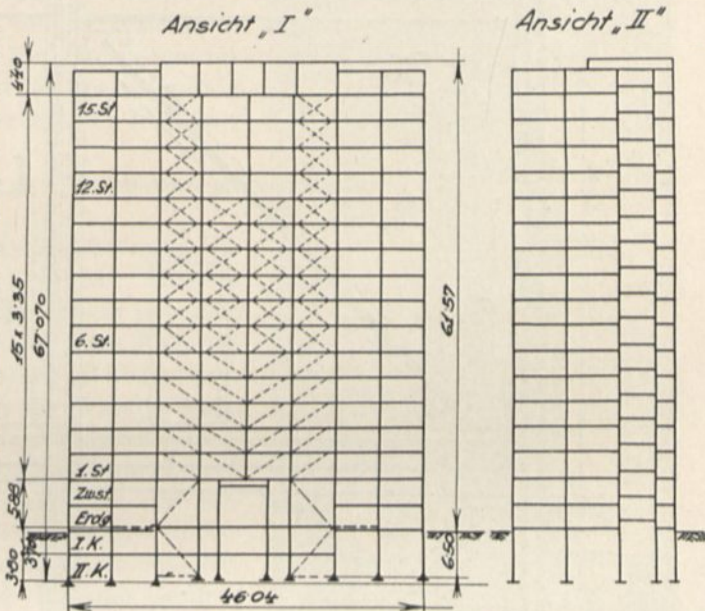 Ansicht „I"
Ansicht „II"
4·40
15 x 3·35
67·070
5·88
3·00
15.St
12.St.
6.St.
1.St
Zwst
Erdg
I.K.
II.K.
61·57
6·50
46·04